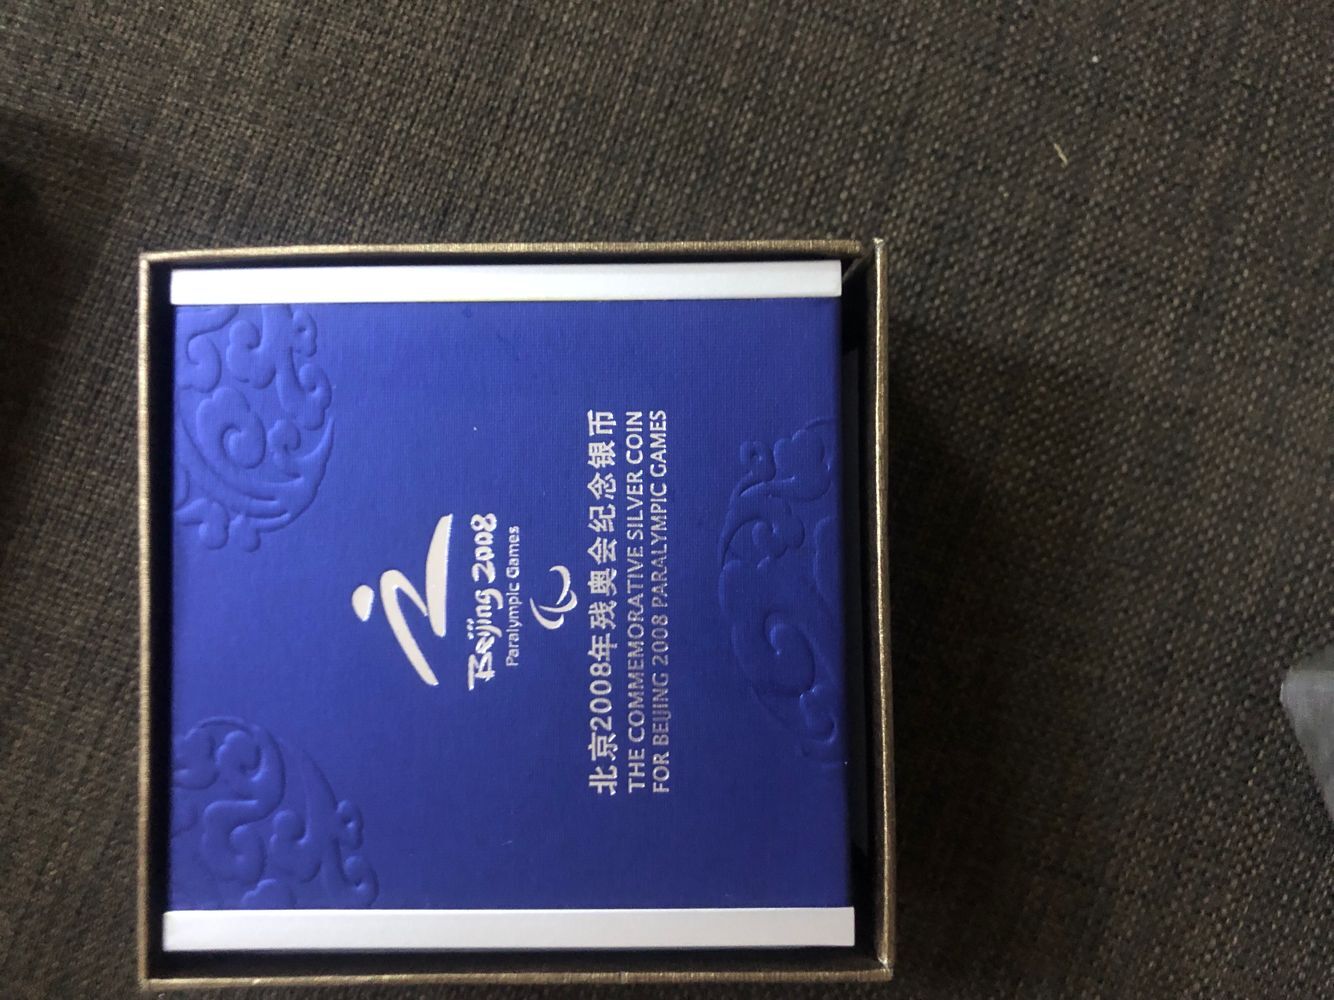 Beijing 2008
Paralympic Games
北京2008年残奥会纪念银币
THE COMMEMORATIVE SILVER COIN
FOR BEIJING 2008 PARALYMPIC GAMES